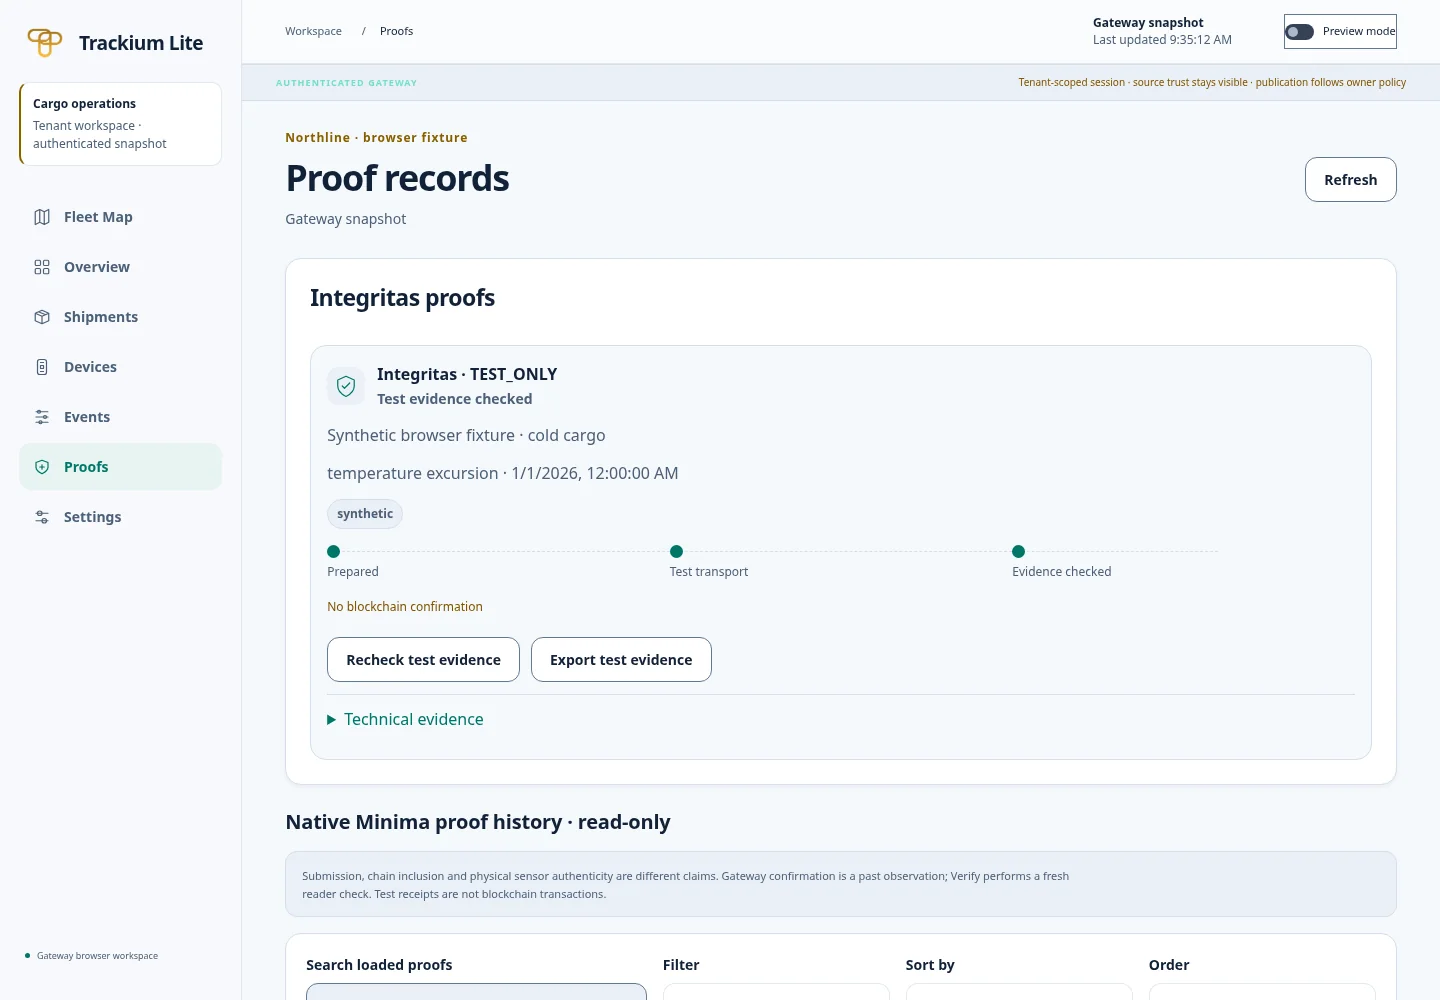 Trackium Lite
Cargo operations
Tenant workspace ·
authenticated snapshot
Fleet Map
Overview
Shipments
Devices
Events
Proofs
Settings
Gateway browser workspace
Workspace / Proofs
Gateway snapshot
Last updated 9:35:12 AM
Preview mode
AUTHENTICATED GATEWAY
Tenant-scoped session · source trust stays visible · publication follows owner policy
Northline · browser fixture
Proof records
Gateway snapshot
Refresh
Integritas proofs
Integritas · TEST_ONLY
Test evidence checked
Synthetic browser fixture · cold cargo
temperature excursion · 1/1/2026, 12:00:00 AM
synthetic
Prepared
Test transport
Evidence checked
No blockchain confirmation
Recheck test evidence
Export test evidence
Technical evidence
Native Minima proof history · read-only
Submission, chain inclusion and physical sensor authenticity are different claims. Gateway confirmation is a past observation; Verify performs a fresh
reader check. Test receipts are not blockchain transactions.
Search loaded proofs
Filter
Sort by
Order